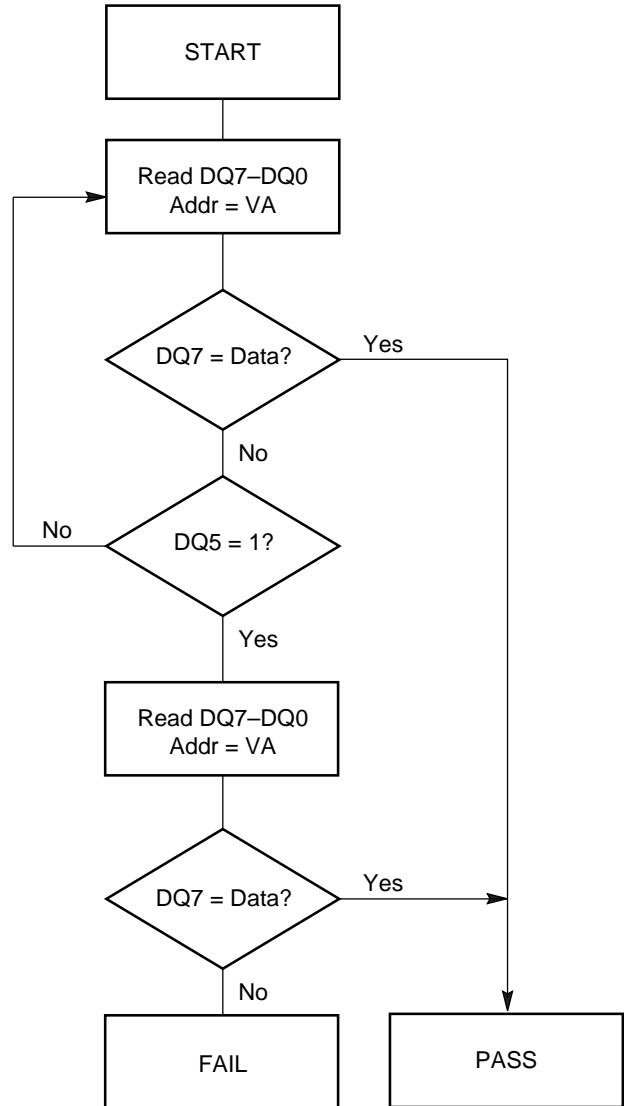 START
Read DQ7–DQ0
Addr = VA
DQ7 = Data?
Yes
No
No
DQ5 = 1?
Yes
Read DQ7–DQ0
Addr = VA
DQ7 = Data?
Yes
No
FAIL
PASS